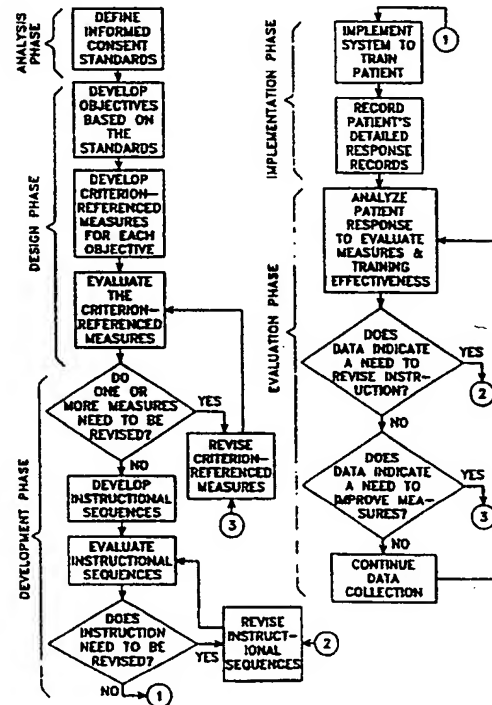 ANALYSIS
PHASE
DEFINE
INFORMED
CONSENT
STANDARDS
DESIGN PHASE
DEVELOP
OBJECTIVES
BASED ON
THE
STANDARDS
DEVELOP
CRITERION—
REFERENCED
MEASURES
FOR EACH
OBJECTIVE
EVALUATE
THE
CRITERION—
REFERENCED
MEASURES
DEVELOPMENT PHASE
DO
ONE OR
MORE MEASURES
NEED TO BE
REVISED?
YES
REVISE
CRITERION—
REFERENCED
MEASURES
3
NO
DEVELOP
INSTRUCTIONAL
SEQUENCES
EVALUATE
INSTRUCTIONAL
SEQUENCES
DOES
INSTRUCTION
NEED TO BE
REVISED?
YES
REVISE
INSTRUCT—
IONAL
SEQUENCES
2
NO
1
IMPLEMENTATION PHASE
1
IMPLEMENT
SYSTEM TO
TRAIN
PATIENT
RECORD
PATIENT'S
DETAILED
RESPONSE
RECORDS
EVALUATION PHASE
ANALYZE
PATIENT
RESPONSE
TO EVALUATE
MEASURES &
TRAINING
EFFECTIVENESS
DOES
DATA INDICATE
A NEED TO
REVISE INSTR—
UCTION?
YES
2
NO
DOES
DATA INDICATE
A NEED TO
IMPROVE MEA—
SURES?
YES
3
NO
CONTINUE
DATA
COLLECTION